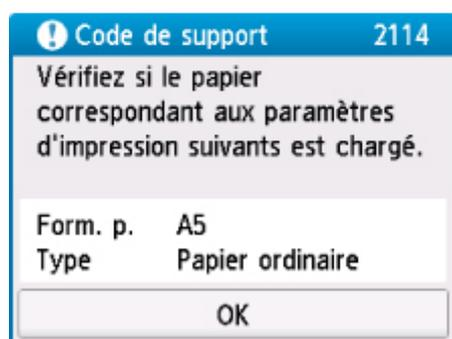 Code de support 2114
Vérifiez si le papier
correspondant aux paramètres
d'impression suivants est chargé.
Form. p. A5
Type Papier ordinaire
OK